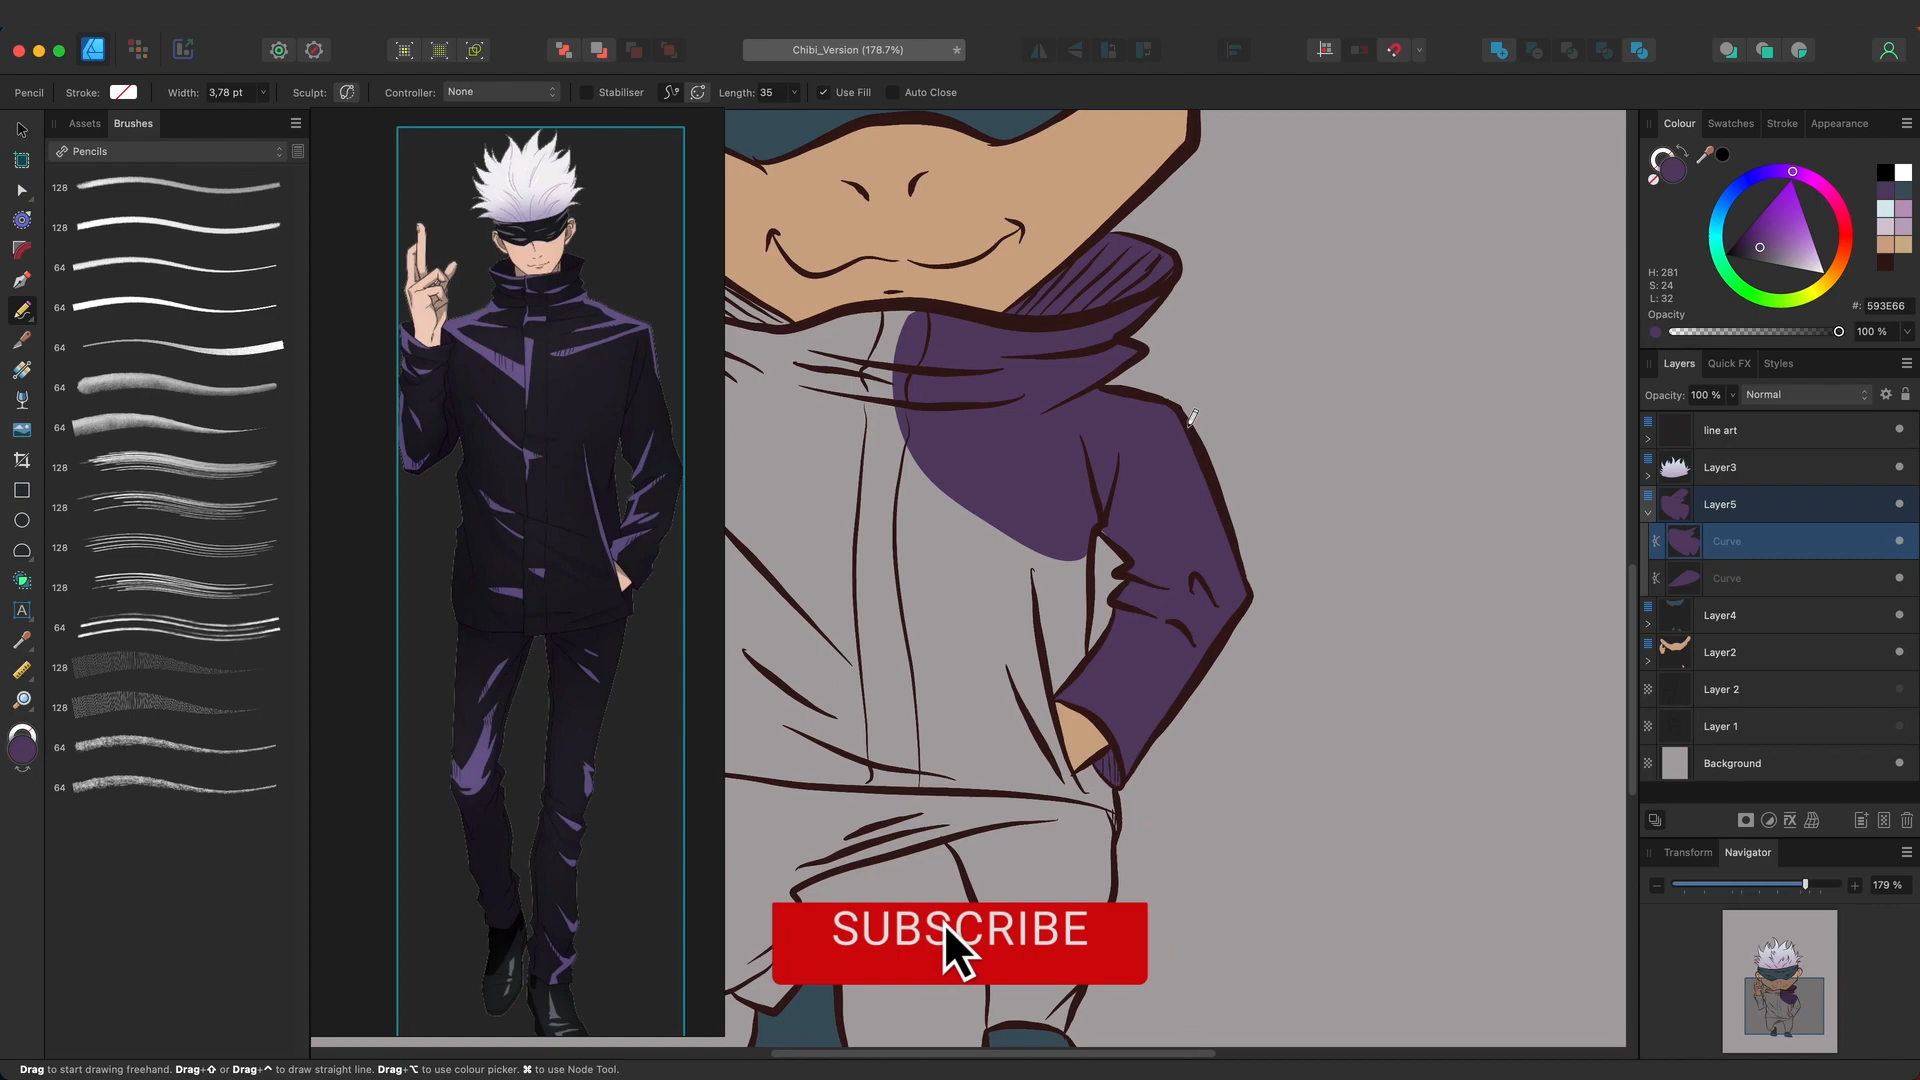 Chibi_Version (178.7%)
Pencil Stroke: Width: 3,78 pt Sculpt: Controller: None Stabiliser Length: 35 Use Fill Auto Close
Assets Brushes
Pencils
128
128
64
64
64
64
64
128
128
128
128
64
128
128
64
64
A
SUBSCRIBE
Colour Swatches Stroke Appearance
H: 281
S: 24
L: 32
#: 593E66
Opacity
100 %
Layers Quick FX Styles
Opacity: 100 % Normal
line art
Layer3
Layer5
Curve
Curve
Layer4
Layer2
Layer 2
Layer 1
Background
FX
Transform Navigator
179 %
Drag to start drawing freehand. Drag+⇧ or Drag+^ to draw straight line. Drag+⌥ to use colour picker. ⌘ to use Node Tool.